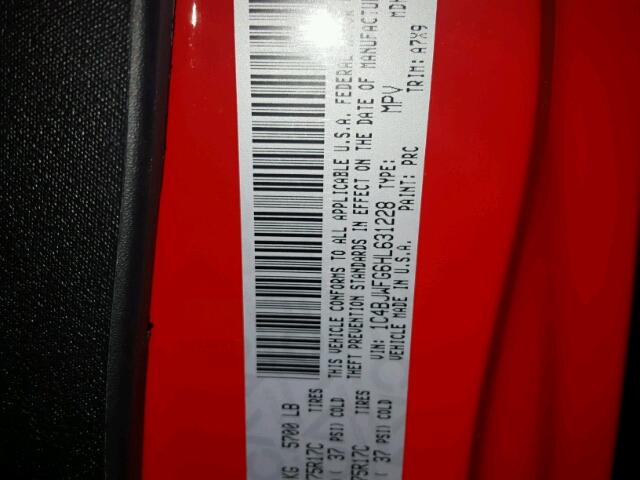 KG 5700 LB
75R17C TIRES
( 37 PSI) COLD
THIS VEHICLE CONFORMS TO ALL APPLICABLE U.S.A. FEDERAL
THEFT PREVENTION STANDARDS IN EFFECT ON THE DATE OF MANUFACTUR
75R17C TIRES
( 37 PSI) COLD
VIN: 1C4BJWFG6HL631228 TYPE: MPV
VEHICLE MADE IN U.S.A. PAINT: PRC TRIM: A7X9